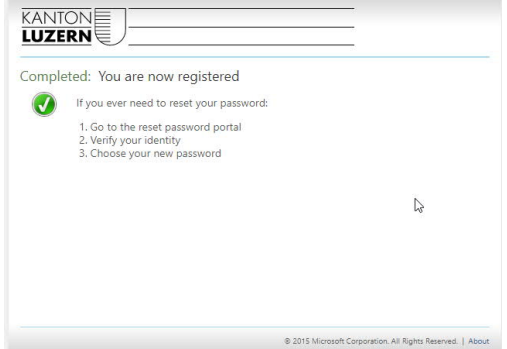 KANTON
LUZERN
Completed: You are now registered
If you ever need to reset your password:
1. Go to the reset password portal
2. Verify your identity
3. Choose your new password
© 2015 Microsoft Corporation. All Rights Reserved. | About